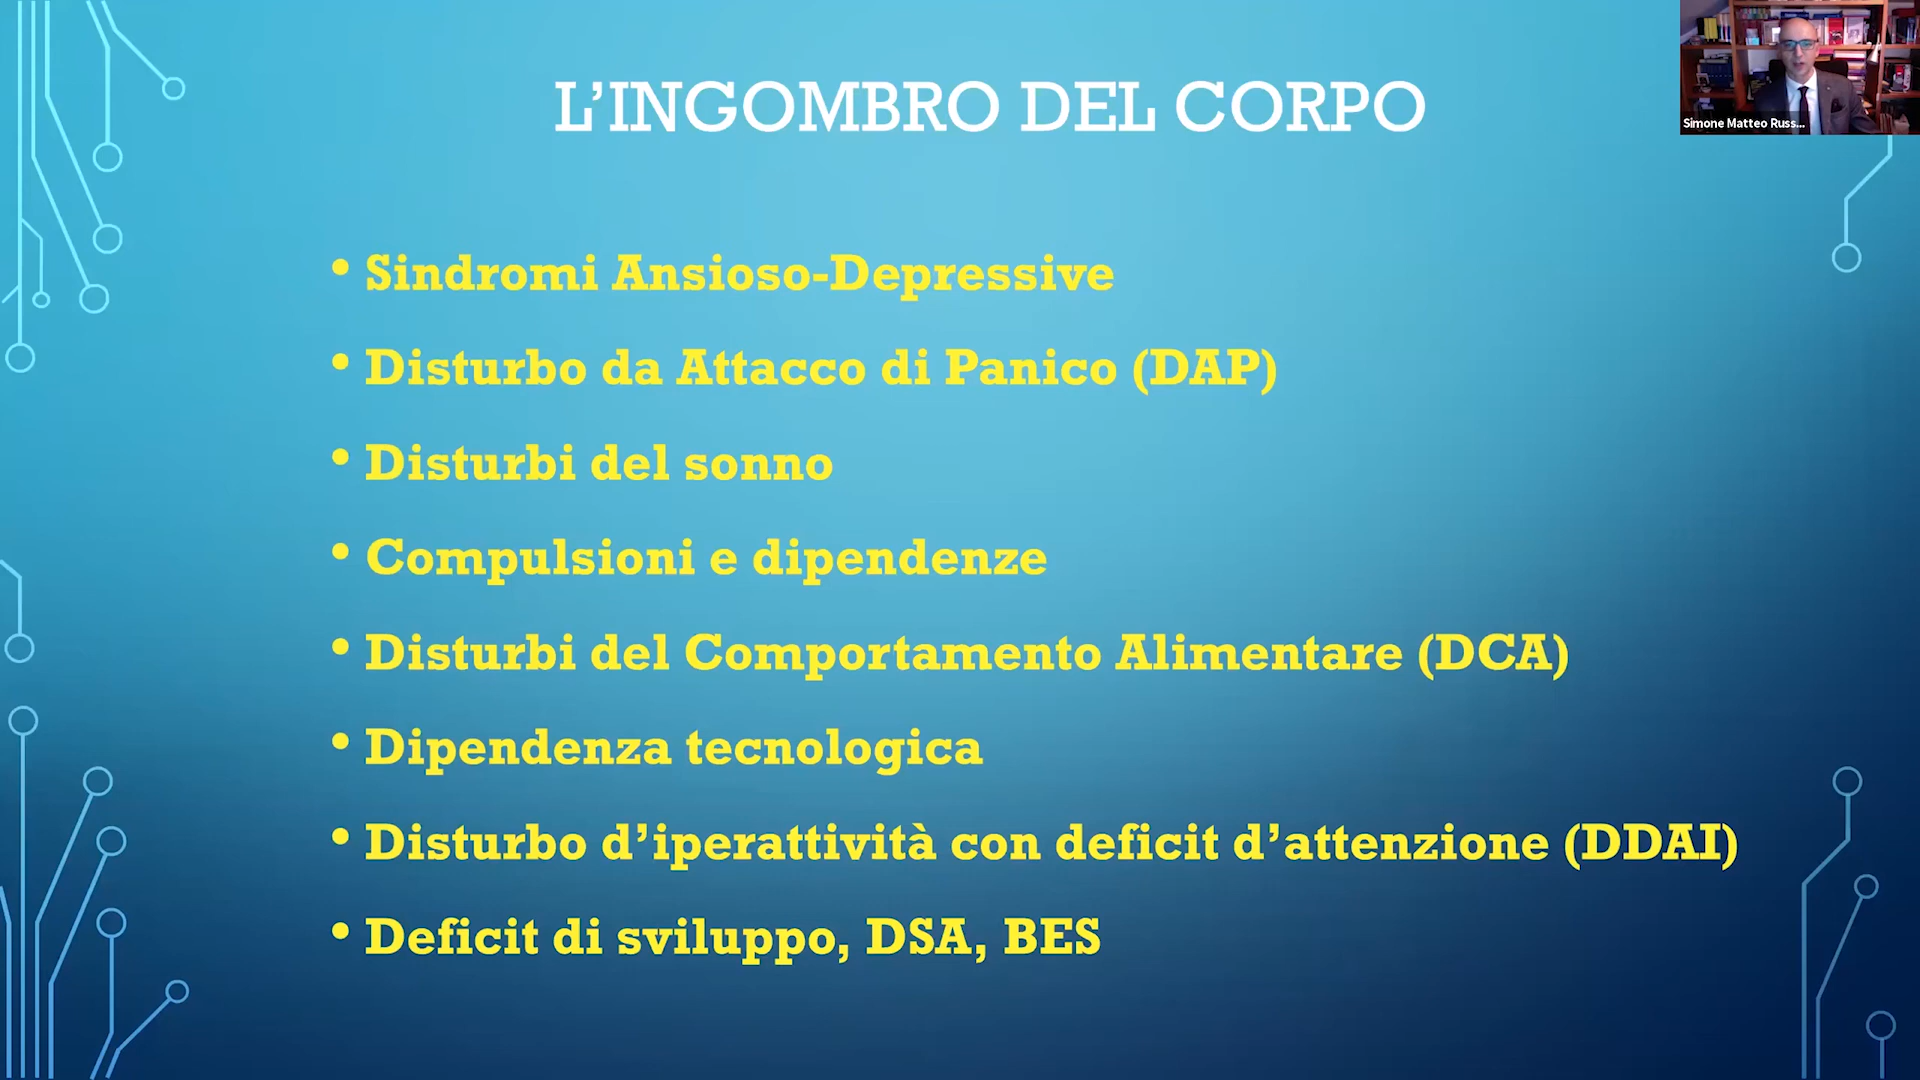 L'INGOMBRO DEL CORPO
Simone Matteo Russ...
• Sindromi Ansioso-Depressive
• Disturbo da Attacco di Panico (DAP)
• Disturbi del sonno
• Compulsioni e dipendenze
• Disturbi del Comportamento Alimentare (DCA)
• Dipendenza tecnologica
• Disturbo d'iperattività con deficit d'attenzione (DDAI)
• Deficit di sviluppo, DSA, BES